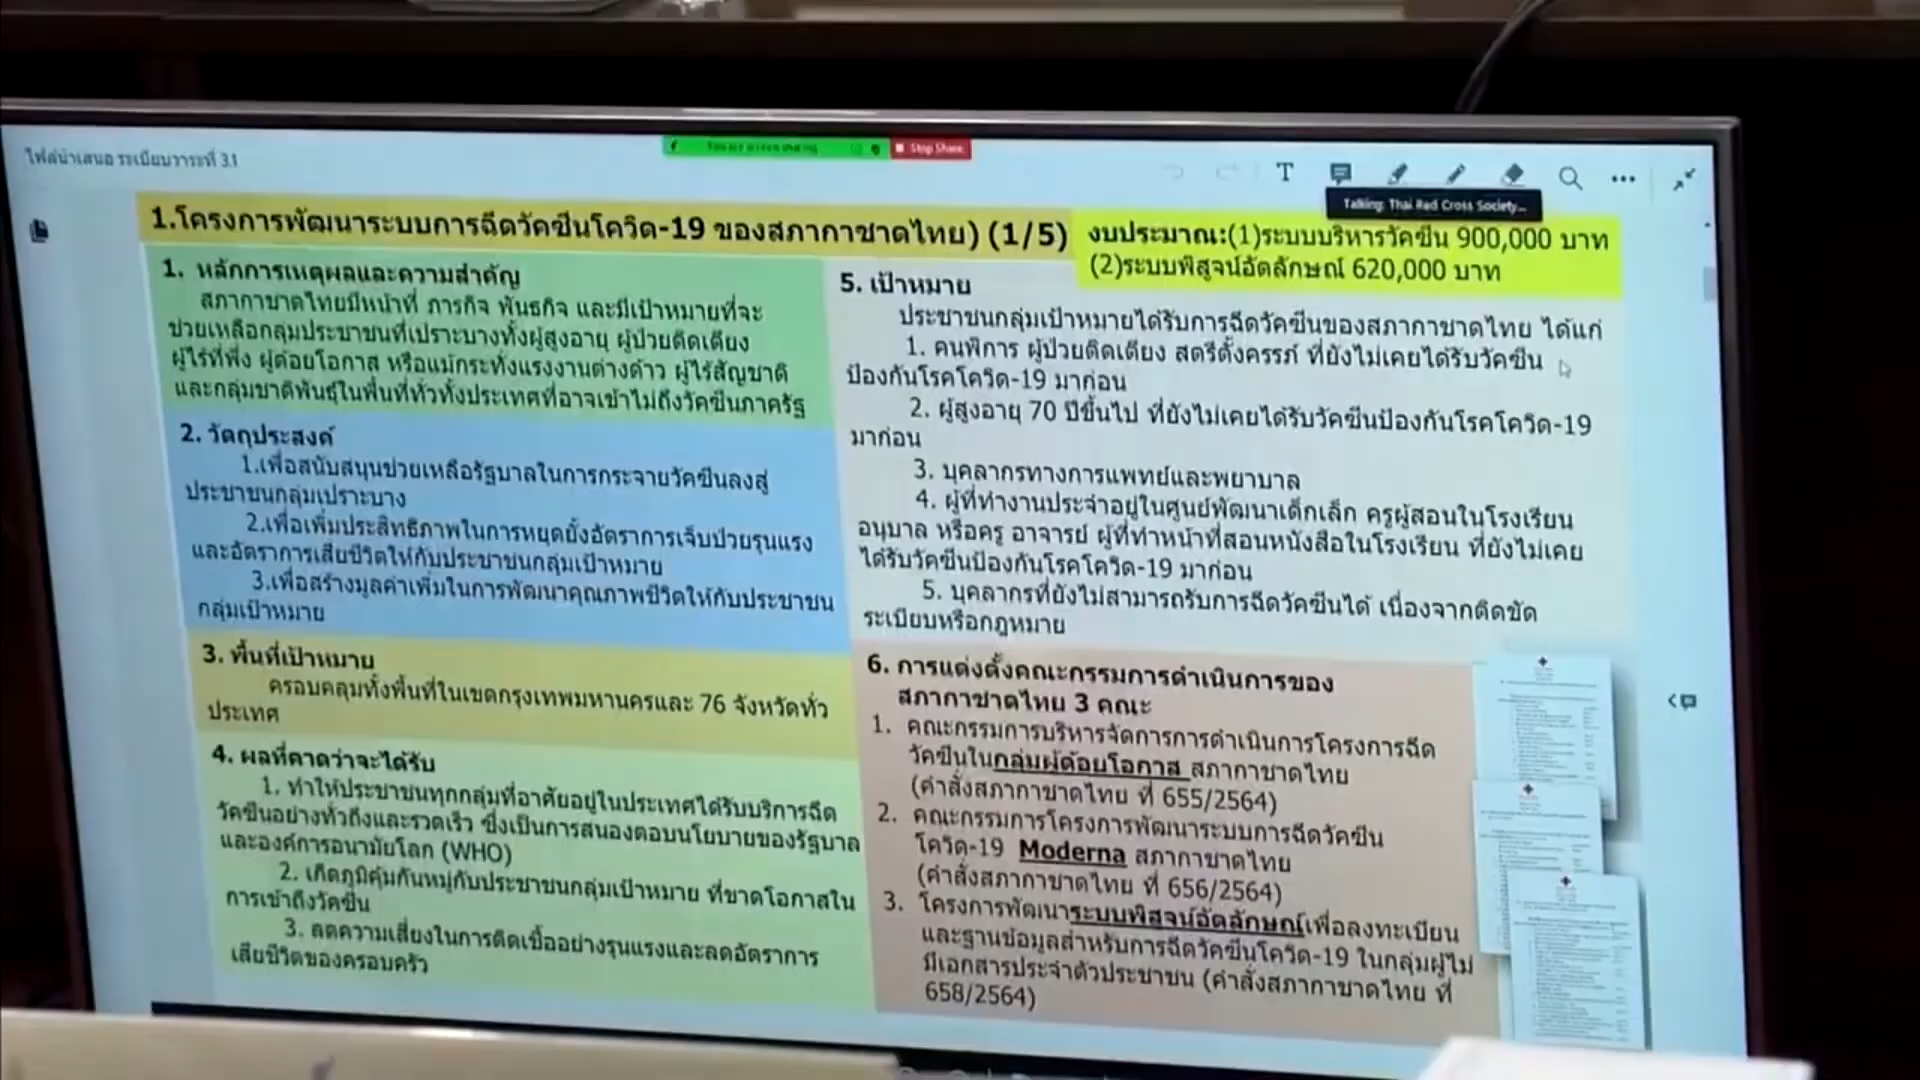 ไฟล์นำเสนอ ระเบียบวาระที่ 3.1
Stop Share
T
Talking: Thai Red Cross Society...
1.โครงการพัฒนาระบบการฉีดวัคซีนโควิด-19 ของสภากาชาดไทย) (1/5)
งบประมาณ:(1)ระบบบริหารวัคซีน 900,000 บาท
(2)ระบบพิสูจน์อัตลักษณ์ 620,000 บาท
1. หลักการเหตุผลและความสำคัญ
สภากาชาดไทยมีหน้าที่ ภารกิจ พันธกิจ และมีเป้าหมายที่จะ
ช่วยเหลือกลุ่มประชาชนที่เปราะบางทั้งผู้สูงอายุ ผู้ป่วยติดเตียง
ผู้ไร้ที่พึ่ง ผู้ด้อยโอกาส หรือแม้กระทั่งแรงงานต่างด้าว ผู้ไร้สัญชาติ
และกลุ่มชาติพันธุ์ในพื้นที่ทั่วทั้งประเทศที่อาจเข้าไม่ถึงวัคซีนภาครัฐ
2. วัตถุประสงค์
1.เพื่อสนับสนุนช่วยเหลือรัฐบาลในการกระจายวัคซีนลงสู่
ประชาชนกลุ่มเปราะบาง
2.เพื่อเพิ่มประสิทธิภาพในการหยุดยั้งอัตราการเจ็บป่วยรุนแรง
และอัตราการเสียชีวิตให้กับประชาชนกลุ่มเป้าหมาย
3.เพื่อสร้างมูลค่าเพิ่มในการพัฒนาคุณภาพชีวิตให้กับประชาชน
กลุ่มเป้าหมาย
3. พื้นที่เป้าหมาย
ครอบคลุมทั้งพื้นที่ในเขตกรุงเทพมหานครและ 76 จังหวัดทั่ว
ประเทศ
4. ผลที่คาดว่าจะได้รับ
1. ทำให้ประชาชนทุกกลุ่มที่อาศัยอยู่ในประเทศได้รับบริการฉีด
วัคซีนอย่างทั่วถึงและรวดเร็ว ซึ่งเป็นการสนองตอบนโยบายของรัฐบาล
และองค์การอนามัยโลก (WHO)
2. เกิดภูมิคุ้มกันหมู่กับประชาชนกลุ่มเป้าหมาย ที่ขาดโอกาสใน
การเข้าถึงวัคซีน
3. ลดความเสี่ยงในการติดเชื้ออย่างรุนแรงและลดอัตราการ
เสียชีวิตของครอบครัว
5. เป้าหมาย
ประชาชนกลุ่มเป้าหมายได้รับการฉีดวัคซีนของสภากาชาดไทย ได้แก่
1. คนพิการ ผู้ป่วยติดเตียง สตรีตั้งครรภ์ ที่ยังไม่เคยได้รับวัคซีน
ป้องกันโรคโควิด-19 มาก่อน
2. ผู้สูงอายุ 70 ปีขึ้นไป ที่ยังไม่เคยได้รับวัคซีนป้องกันโรคโควิด-19
มาก่อน
3. บุคลากรทางการแพทย์และพยาบาล
4. ผู้ที่ทำงานประจำอยู่ในศูนย์พัฒนาเด็กเล็ก ครูผู้สอนในโรงเรียน
อนุบาล หรือครู อาจารย์ ผู้ที่ทำหน้าที่สอนหนังสือในโรงเรียน ที่ยังไม่เคย
ได้รับวัคซีนป้องกันโรคโควิด-19 มาก่อน
5. บุคลากรที่ยังไม่สามารถรับการฉีดวัคซีนได้ เนื่องจากติดขัด
ระเบียบหรือกฎหมาย
6. การแต่งตั้งคณะกรรมการดำเนินการของ
สภากาชาดไทย 3 คณะ
1. คณะกรรมการบริหารจัดการการดำเนินการโครงการฉีด
วัคซีนในกลุ่มผู้ด้อยโอกาส สภากาชาดไทย
(คำสั่งสภากาชาดไทย ที่ 655/2564)
2. คณะกรรมการโครงการพัฒนาระบบการฉีดวัคซีน
โควิด-19 Moderna สภากาชาดไทย
(คำสั่งสภากาชาดไทย ที่ 656/2564)
3. โครงการพัฒนาระบบพิสูจน์อัตลักษณ์เพื่อลงทะเบียน
และฐานข้อมูลสำหรับการฉีดวัคซีนโควิด-19 ในกลุ่มผู้ไม่
มีเอกสารประจำตัวประชาชน (คำสั่งสภากาชาดไทย ที่
658/2564)